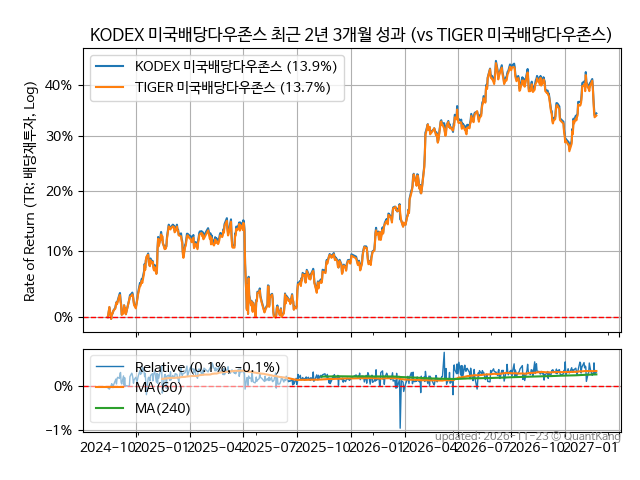 KODEX 미국배당다우존스 최근 2년 3개월 성과 (vs TIGER 미국배당다우존스)
Rate of Return (TR: 배당재투자, Log)
KODEX 미국배당다우존스 (13.9%)
TIGER 미국배당다우존스 (13.7%)
40%
30%
20%
10%
0%
Relative (0.1%, −0.1%)
MA(60)
MA(240)
0%
−1%
2024-10
2025-01
2025-04
2025-07
2025-10
2026-01
2026-04
2026-07
2026-10
2027-01
updated: 2026-11-23 © QuantKang